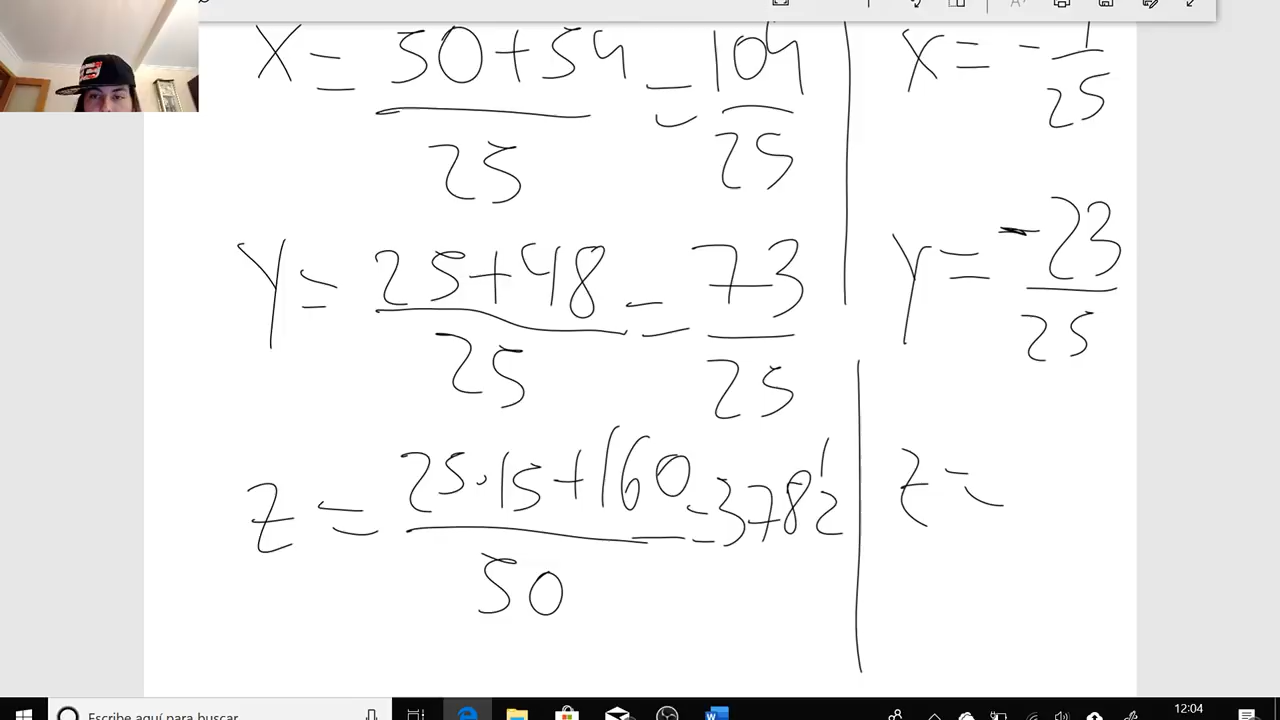 X = 50+54 / 25 = 104 / 25
X = - 1 / 25
Y = 25+48 / 25 = 73 / 25
Y = - 23 / 25
Z = 25·15+160 / 50 = 378'2
Z =
Escribe aquí para buscar
12:04